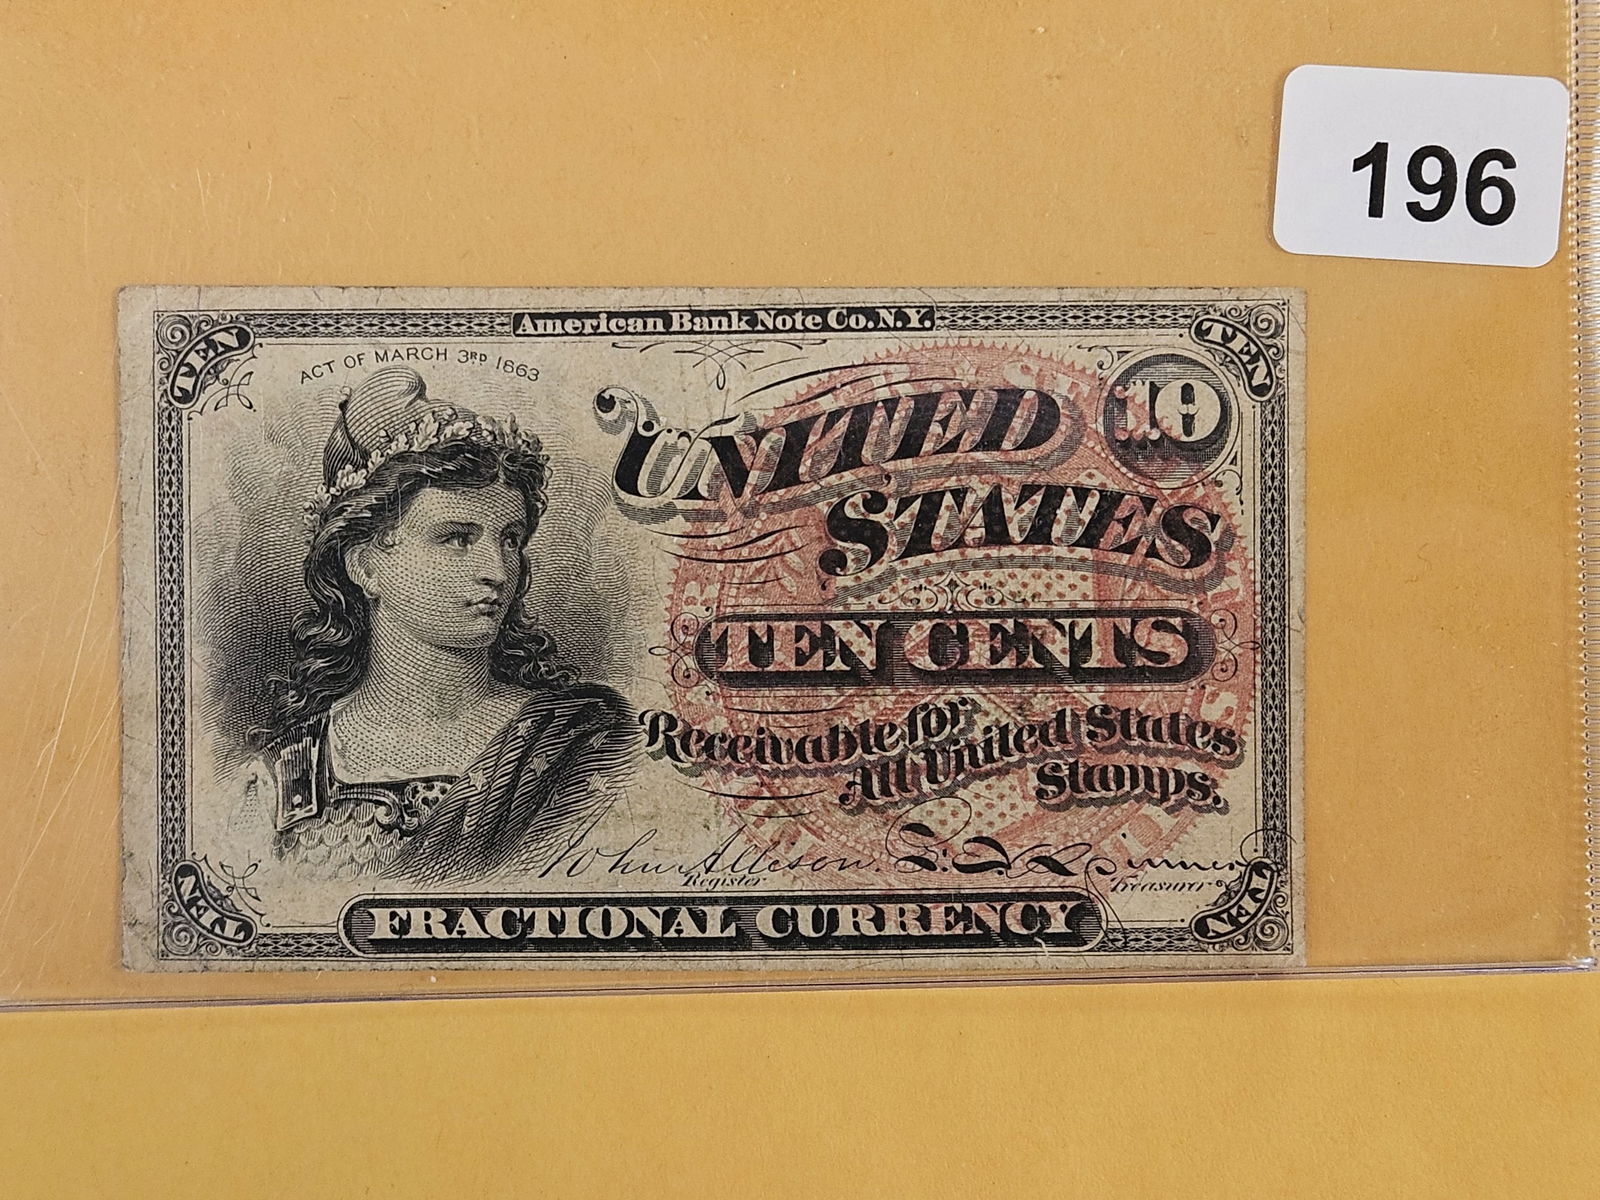 196
American Bank Note Co. N.Y.
TEN
TEN
ACT OF MARCH 3RD 1863
10
UNITED
STATES
TEN CENTS
Receivable for
All United States
Stamps.
John Allison.
Register
Treasurer
TEN
TEN
FRACTIONAL CURRENCY